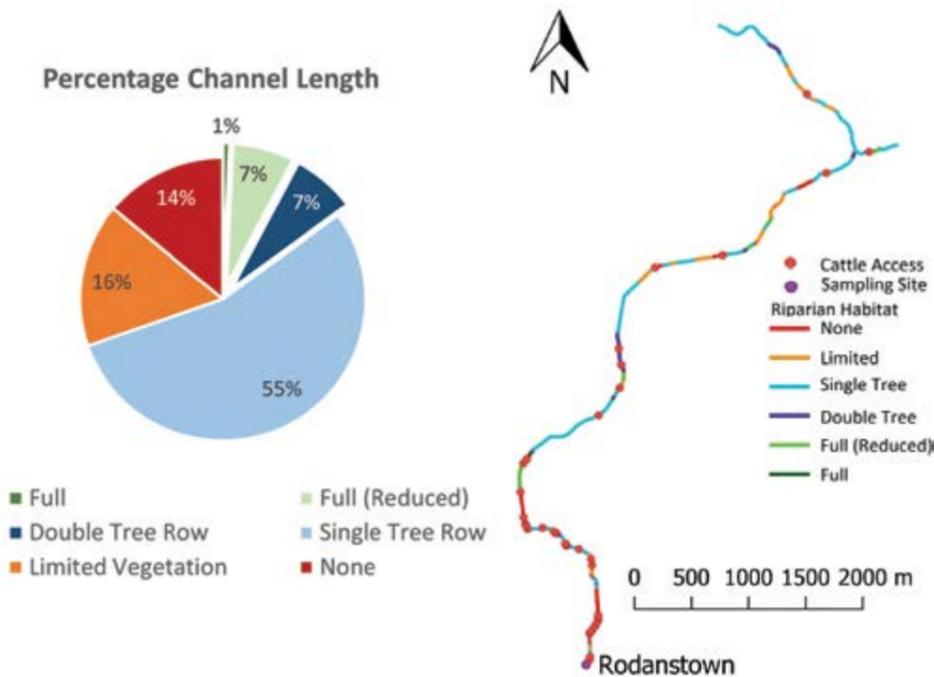 Percentage Channel Length
1%
7%
7%
14%
16%
55%
Full
Full (Reduced)
Double Tree Row
Single Tree Row
Limited Vegetation
None
N
Cattle Access
Sampling Site
Riparian Habitat
None
Limited
Single Tree
Double Tree
Full (Reduced)
Full
0 500 1000 1500 2000 m
Rodanstown